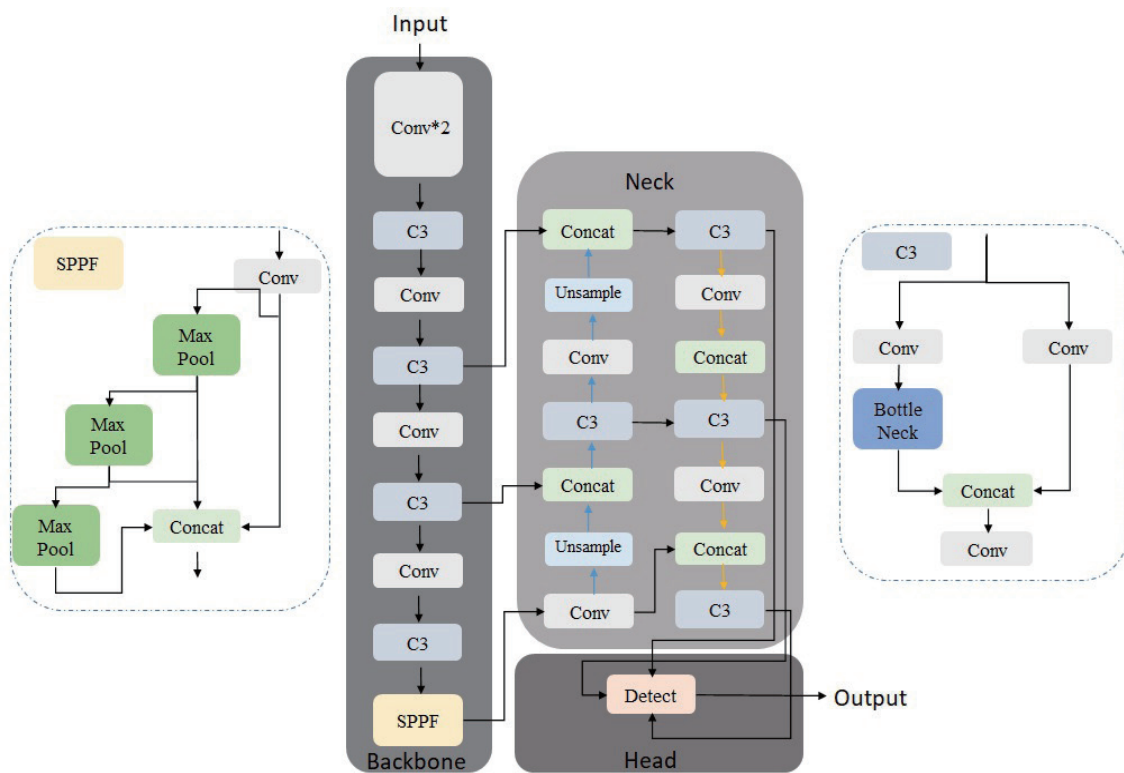 Input
Conv*2
C3
Conv
C3
Conv
C3
Conv
C3
SPPF
Backbone
SPPF
Conv
Max
Pool
Max
Pool
Max
Pool
Concat
Neck
Concat
Unsample
Conv
C3
Concat
Unsample
Conv
C3
Conv
Concat
C3
Conv
Concat
C3
Detect
Output
Head
C3
Conv
Conv
Bottle
Neck
Concat
Conv